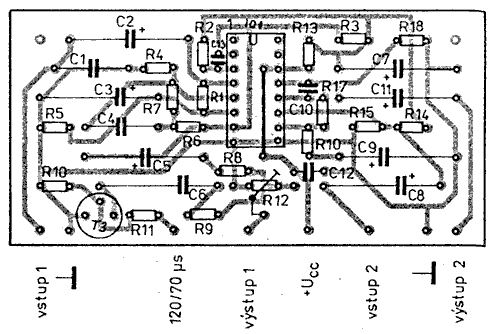 C2
R2
IO1
R13
R3
R18
C1
R4
C7
C3
R17
C11
R5
R7
R1
C10
R15
R14
C4
R6
R10
C5
R8
C9
C12
R10
C6
R12
C8
T3
R11
R9
vstup 1
120/70 µs
výstup 1
+Ucc
vstup 2
výstup 2